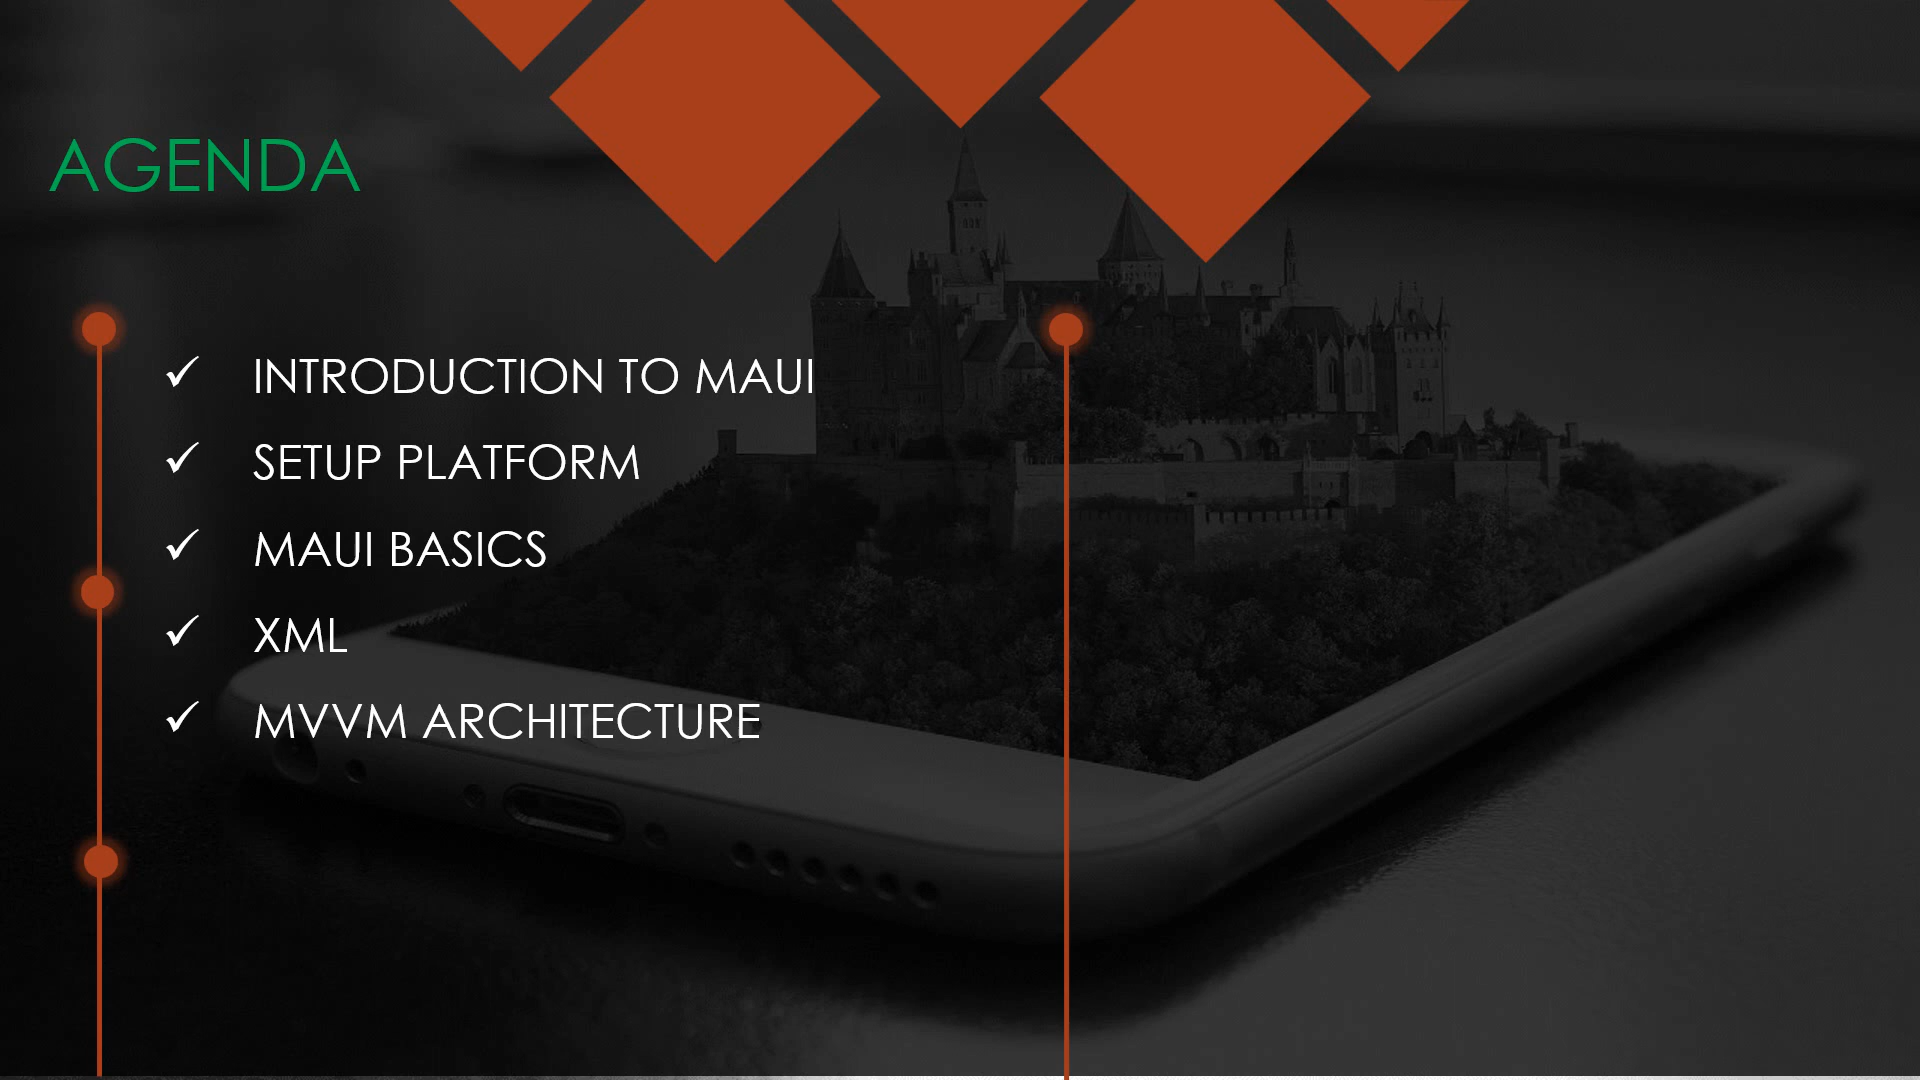 AGENDA
✓ INTRODUCTION TO MAUI
✓ SETUP PLATFORM
✓ MAUI BASICS
✓ XML
✓ MVVM ARCHITECTURE